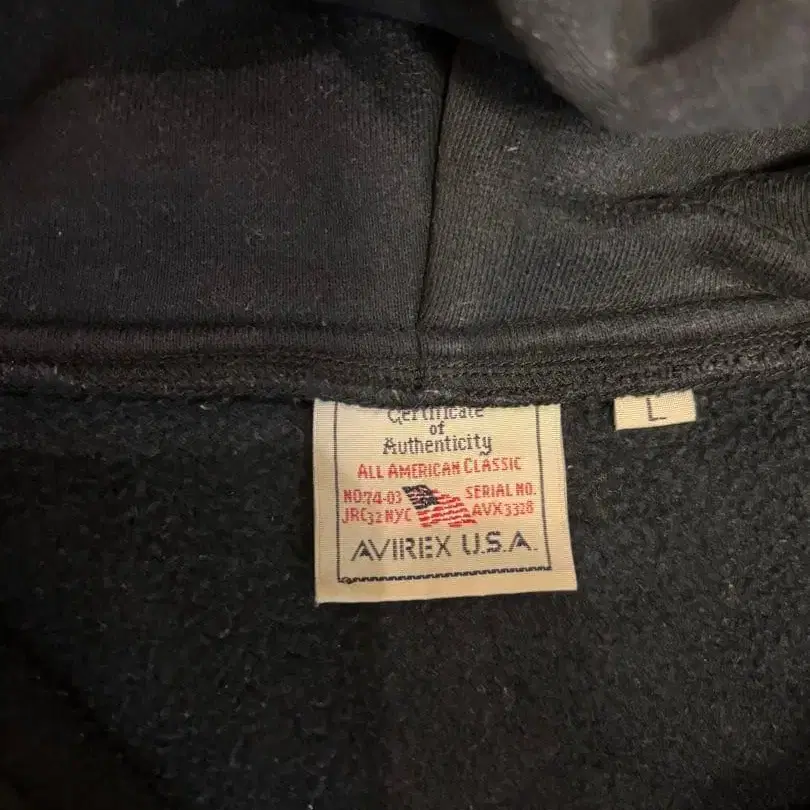 Certificate
of
Authenticity
ALL AMERICAN CLASSIC
NO.74-03 SERIAL NO.
JRC32NYC AVX3328
AVIREX U.S.A.
L